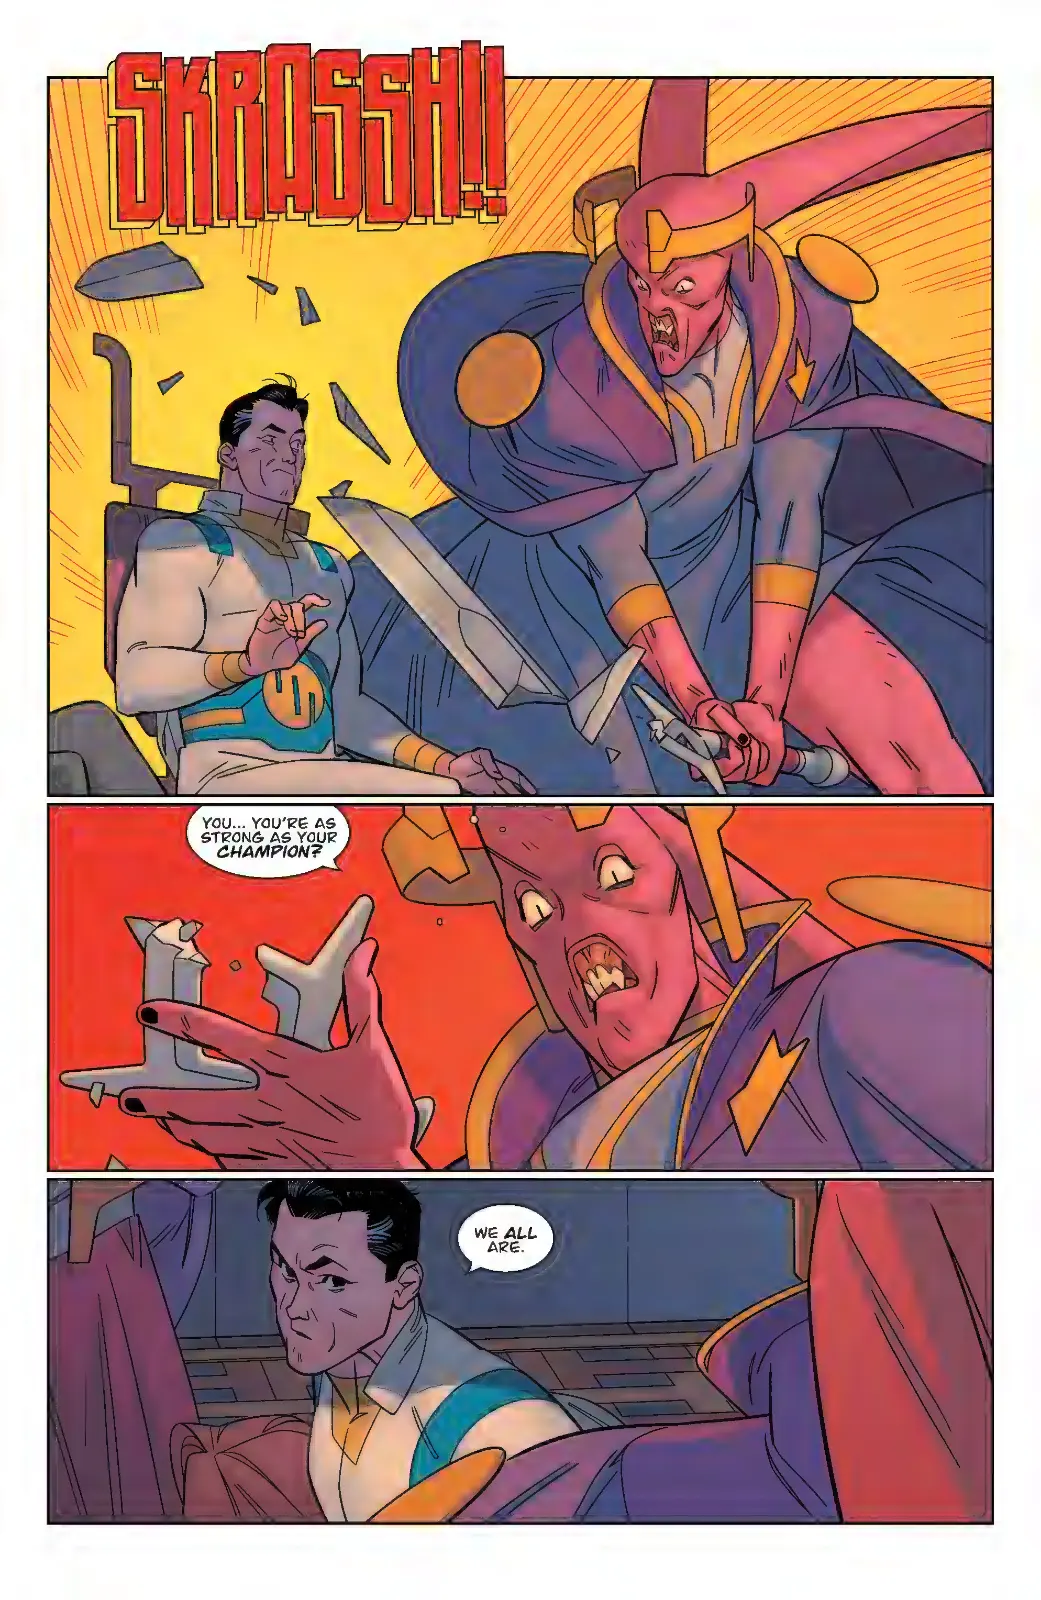 SKRASSH!!
S
YOU... YOU'RE AS
STRONG AS YOUR
CHAMPION?
WE ALL
ARE.